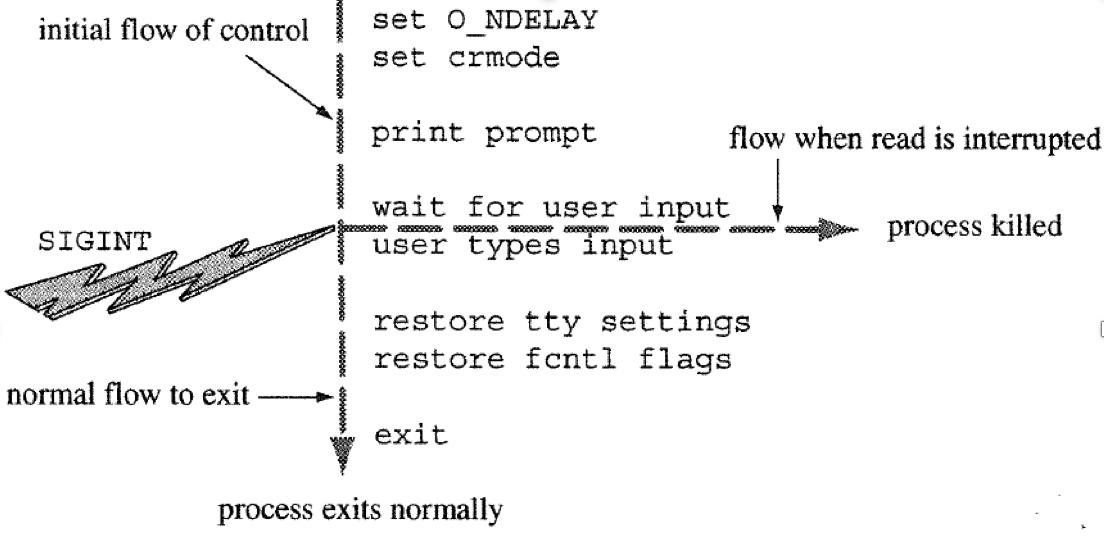 set O_NDELAY
initial flow of control
set crmode
print prompt
flow when read is interrupted
wait for user input
process killed
SIGINT
user types input
restore tty settings
restore fcntl flags
normal flow to exit
exit
process exits normally